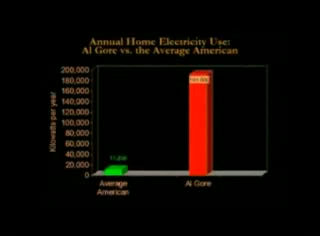 Annual Home Electricity Use:
Al Gore vs. the Average American
200,000
180,000
160,000
140,000
120,000
100,000
80,000
60,000
40,000
20,000
0
Kilowatts per year
Average
American
Al Gore